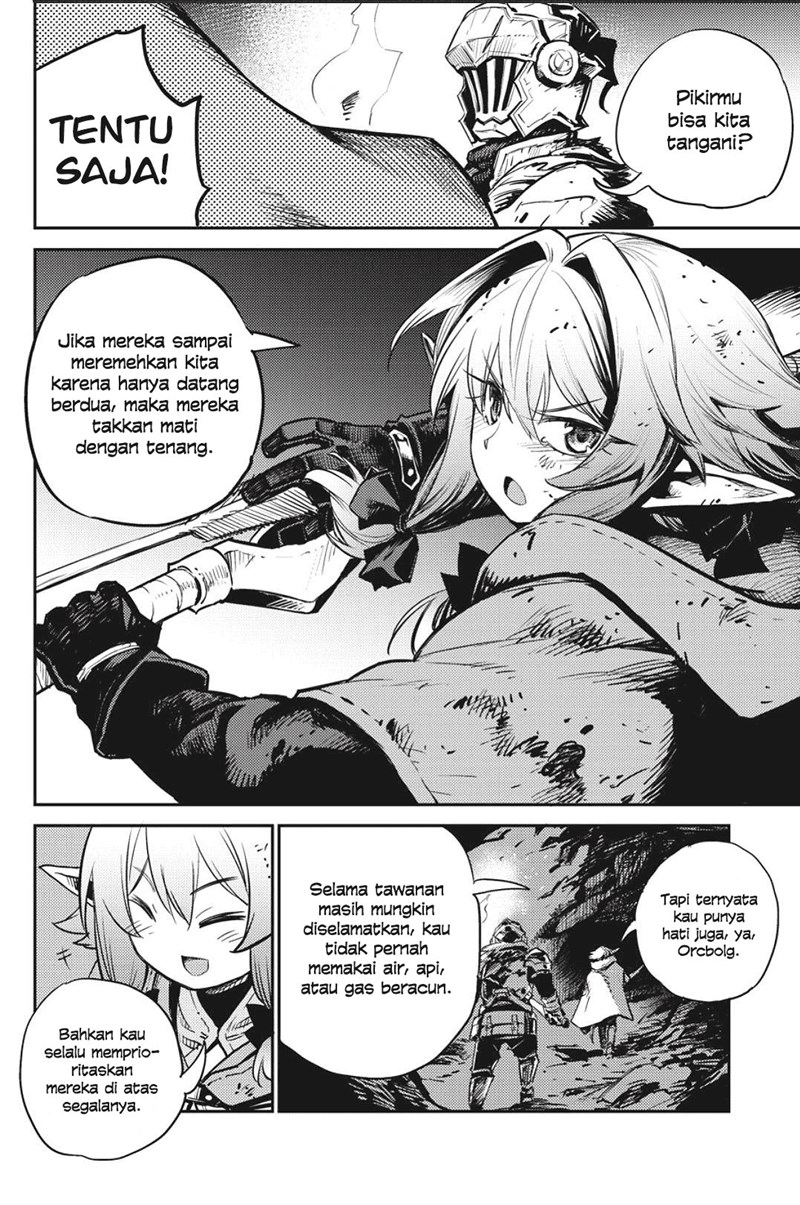 Pikirmu
bisa kita
tangani?
TENTU
SAJA!
Jika mereka sampai
meremehkan kita
karena hanya datang
berdua, maka mereka
takkan mati
dengan tenang.
Tapi ternyata
kau punya
hati juga, ya,
Orcbolg.
Selama tawanan
masih mungkin
diselamatkan, kau
tidak pernah
memakai air, api,
atau gas beracun.
Bahkan kau
selalu memprio-
ritaskan
mereka di atas
segalanya.